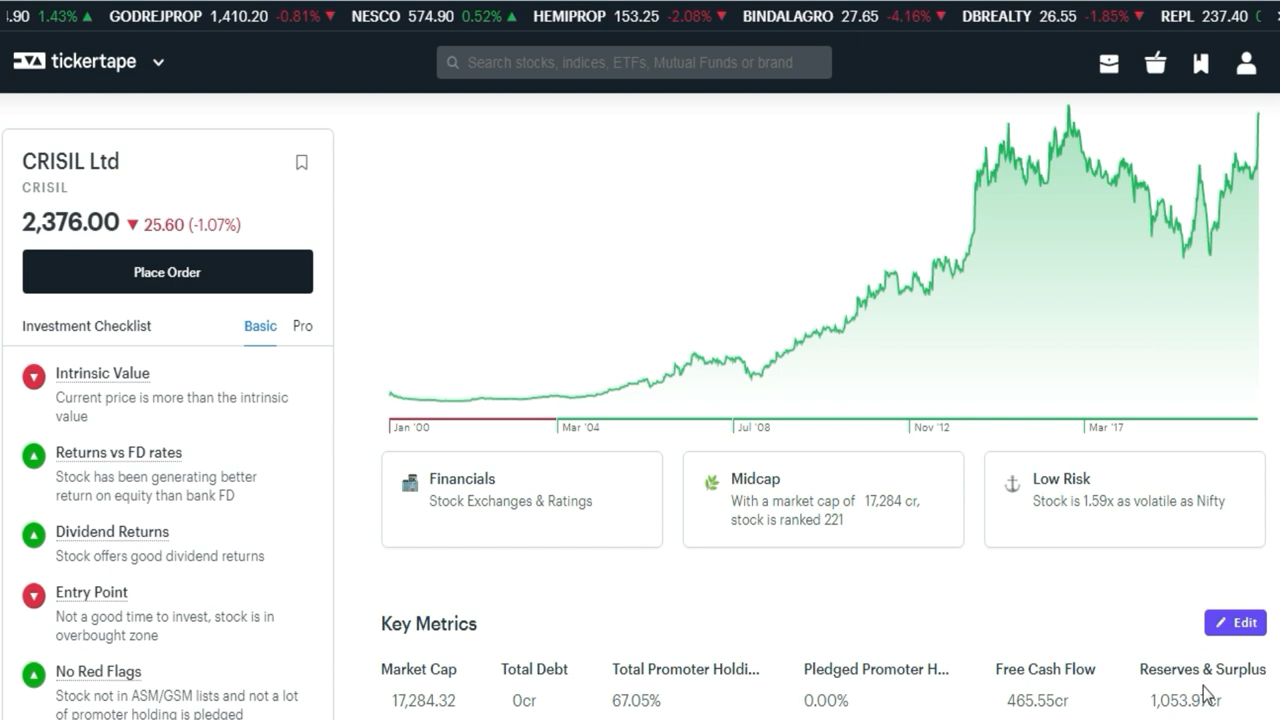 .90 1.43% ▲ GODREJPROP 1,410.20 -0.81% ▼ NESCO 574.90 0.52% ▲ HEMIPROP 153.25 -2.08% ▼ BINDALAGRO 27.65 -4.16% ▼ DBREALTY 26.55 -1.85% ▼ REPL 237.40
tickertape
Search stocks, indices, ETFs, Mutual Funds or brand
CRISIL Ltd
CRISIL
2,376.00 ▼ 25.60 (-1.07%)
Place Order
Investment Checklist Basic Pro
Intrinsic Value
Current price is more than the intrinsic
value
Returns vs FD rates
Stock has been generating better
return on equity than bank FD
Dividend Returns
Stock offers good dividend returns
Entry Point
Not a good time to invest, stock is in
overbought zone
No Red Flags
Stock not in ASM/GSM lists and not a lot
of promoter holding is pledged
Jan '00 Mar '04 Jul '08 Nov '12 Mar '17
Financials
Stock Exchanges & Ratings
Midcap
With a market cap of 17,284 cr,
stock is ranked 221
Low Risk
Stock is 1.59x as volatile as Nifty
Key Metrics
Edit
Market Cap Total Debt Total Promoter Holdi... Pledged Promoter H... Free Cash Flow Reserves & Surplus
17,284.32 0cr 67.05% 0.00% 465.55cr